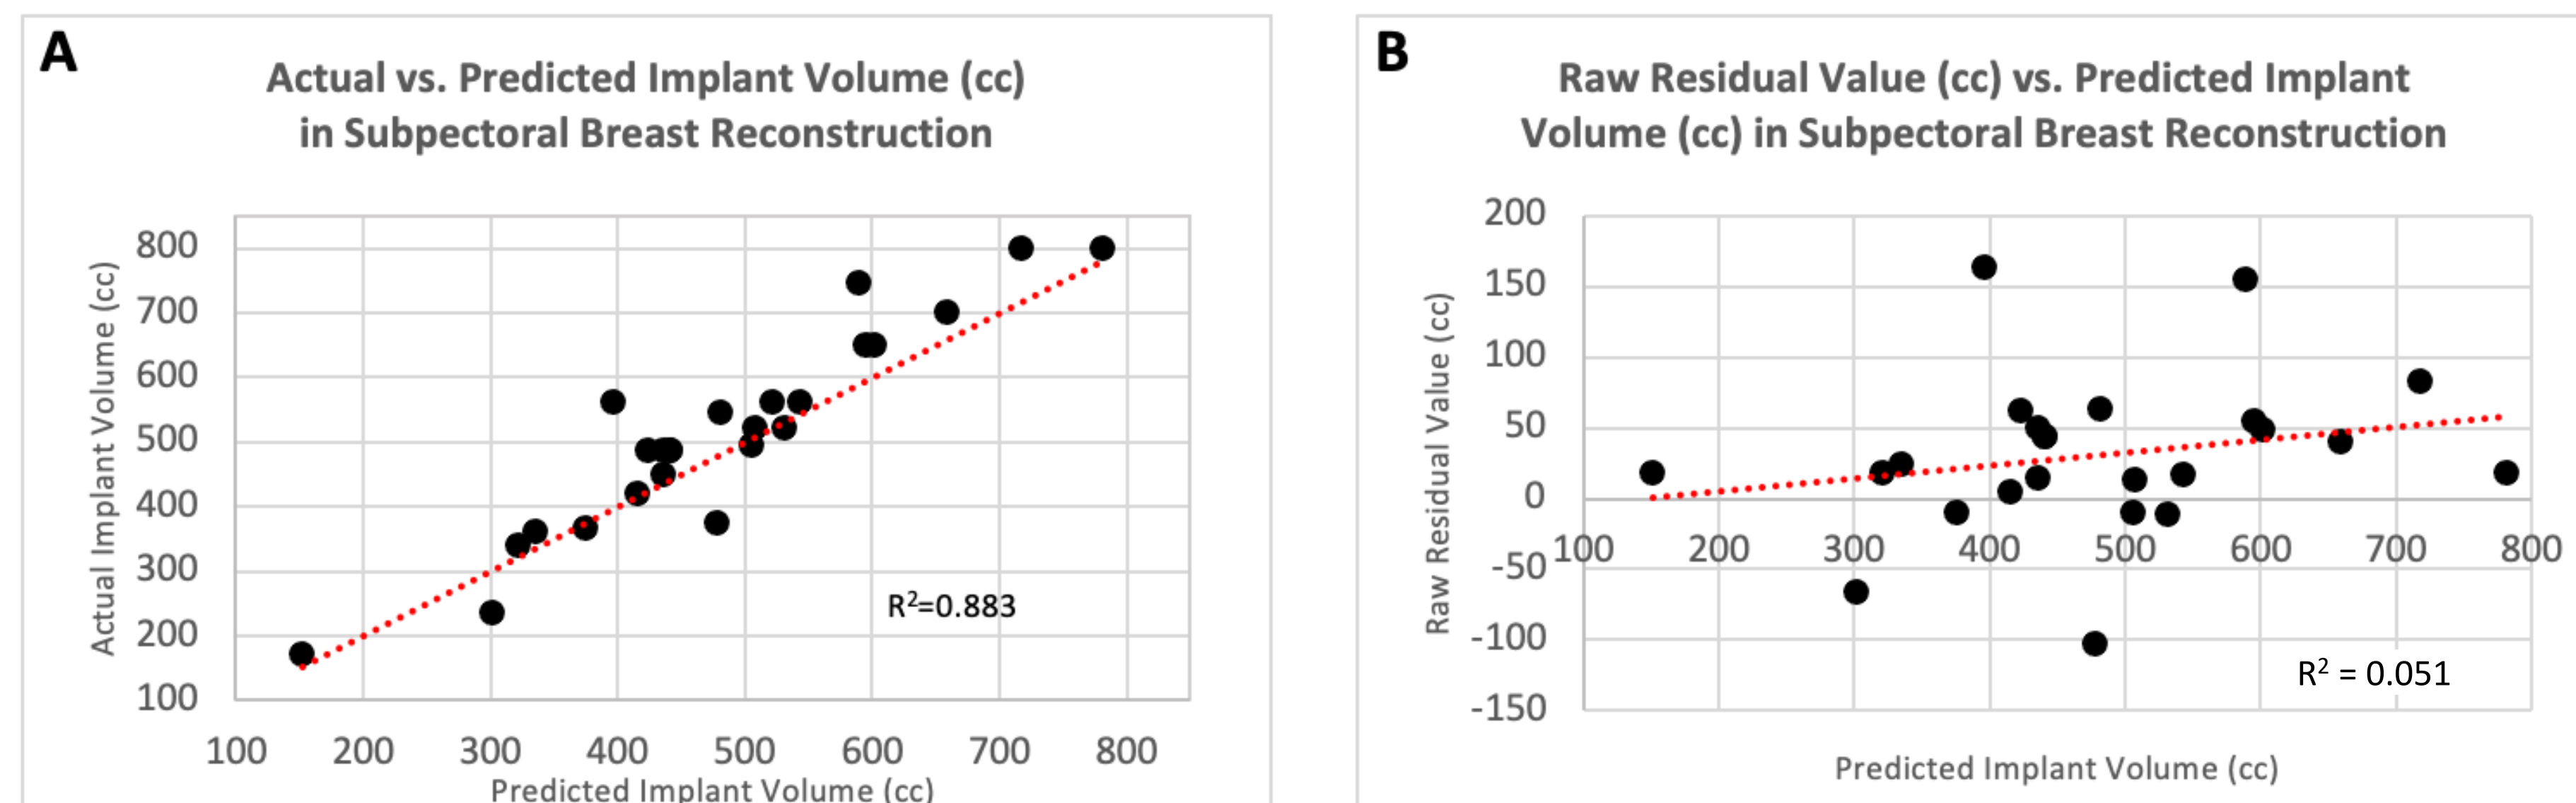 A
Actual vs. Predicted Implant Volume (cc)
in Subpectoral Breast Reconstruction
Actual Implant Volume (cc)
800
700
600
500
400
300
200
100
R²=0.883
100 200 300 400 500 600 700 800
Predicted Implant Volume (cc)
B
Raw Residual Value (cc) vs. Predicted Implant
Volume (cc) in Subpectoral Breast Reconstruction
Raw Residual Value (cc)
200
150
100
50
0
100 200 300 400 500 600 700 800
-50
-100
-150
R² = 0.051
Predicted Implant Volume (cc)